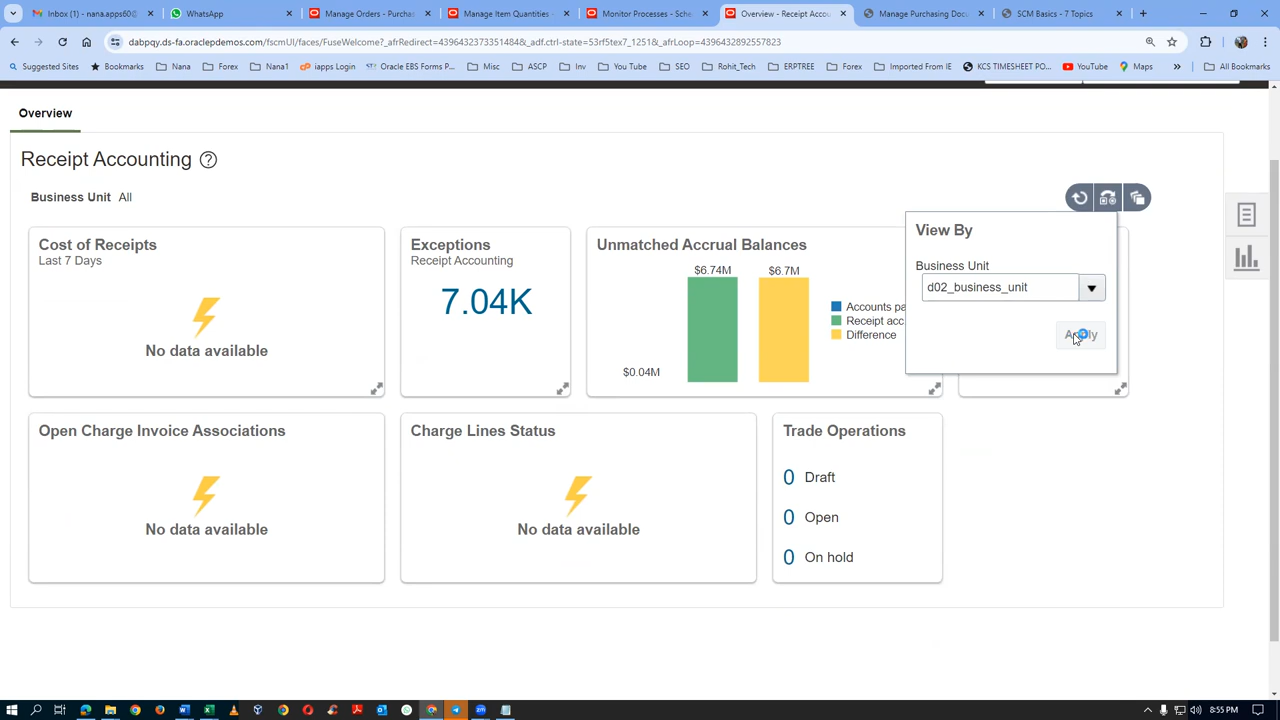 Inbox (1) - nana.apps60@
WhatsApp
Manage Orders - Purchas
Manage Item Quantities -
Monitor Processes - Sche
Overview - Receipt Accou
Manage Purchasing Docu
SCM Basics - 7 Topics
dabpqy.ds-fa.oraclepdemos.com/fscmUI/faces/FuseWelcome?_afrRedirect=43964323733514848&_adf.ctrl-state=53rf5tex7_1251&_afrLoop=4396432892557823
Suggested Sites
Bookmarks
Nana
Forex
Nana1
iapps Login
Oracle EBS Forms P...
Misc
ASCP
Inv
You Tube
SEO
Rohit_Tech
ERPTREE
Forex
Imported From IE
KCS TIMESHEET PO...
YouTube
Maps
All Bookmarks
Overview
Receipt Accounting
Business Unit All
Cost of Receipts
Last 7 Days
No data available
Exceptions
Receipt Accounting
7.04K
Unmatched Accrual Balances
$6.74M
$6.7M
$0.04M
Accounts pa
Receipt acc
Difference
View By
Business Unit
d02_business_unit
Apply
Open Charge Invoice Associations
No data available
Charge Lines Status
No data available
Trade Operations
0 Draft
0 Open
0 On hold
8:55 PM